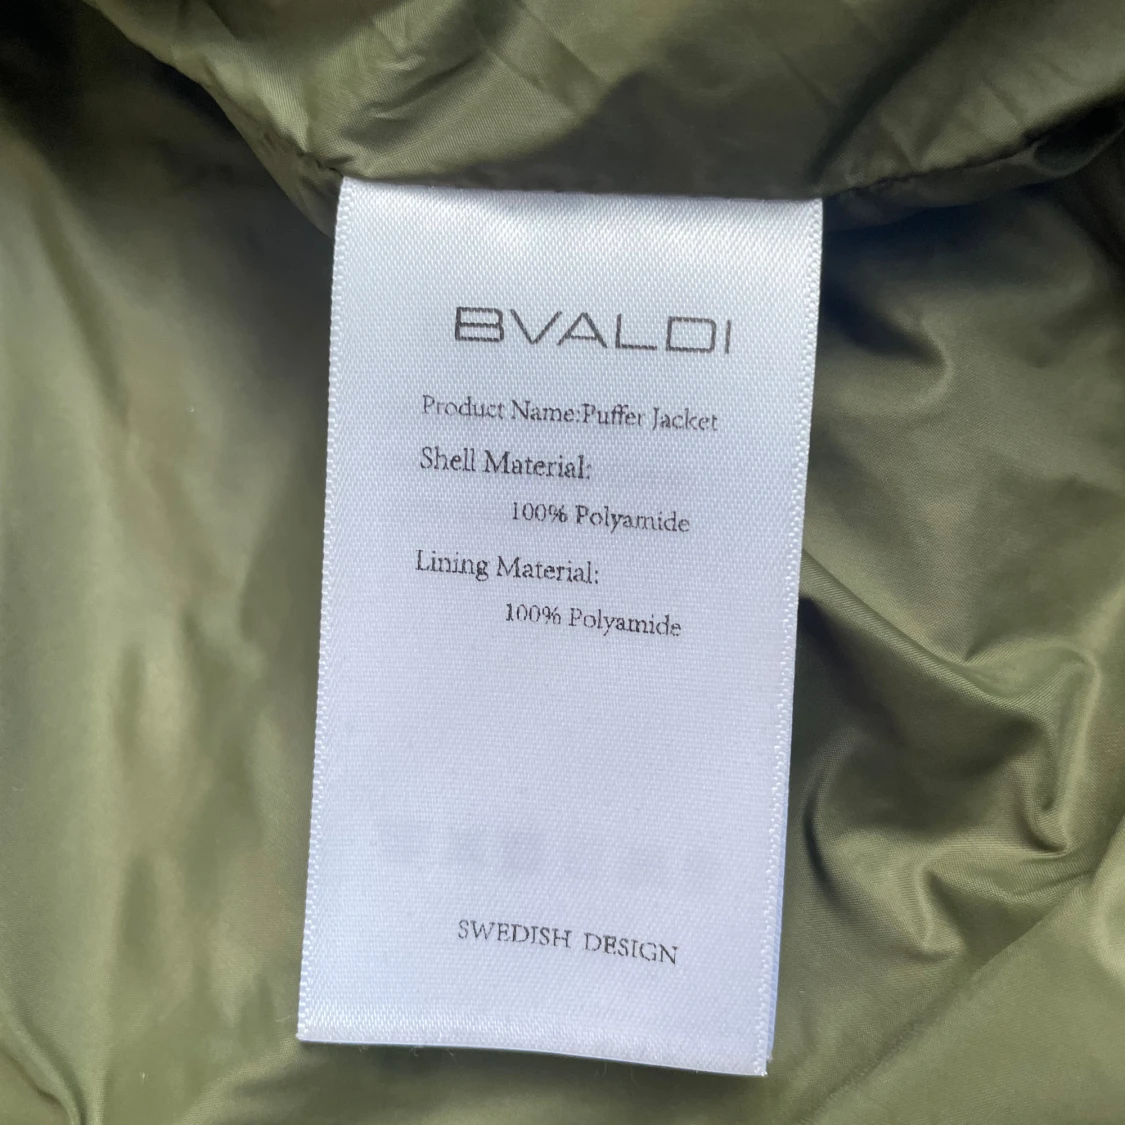 BVALDI
Product Name:Puffer Jacket
Shell Material:
100% Polyamide
Lining Material:
100% Polyamide
SWEDISH DESIGN